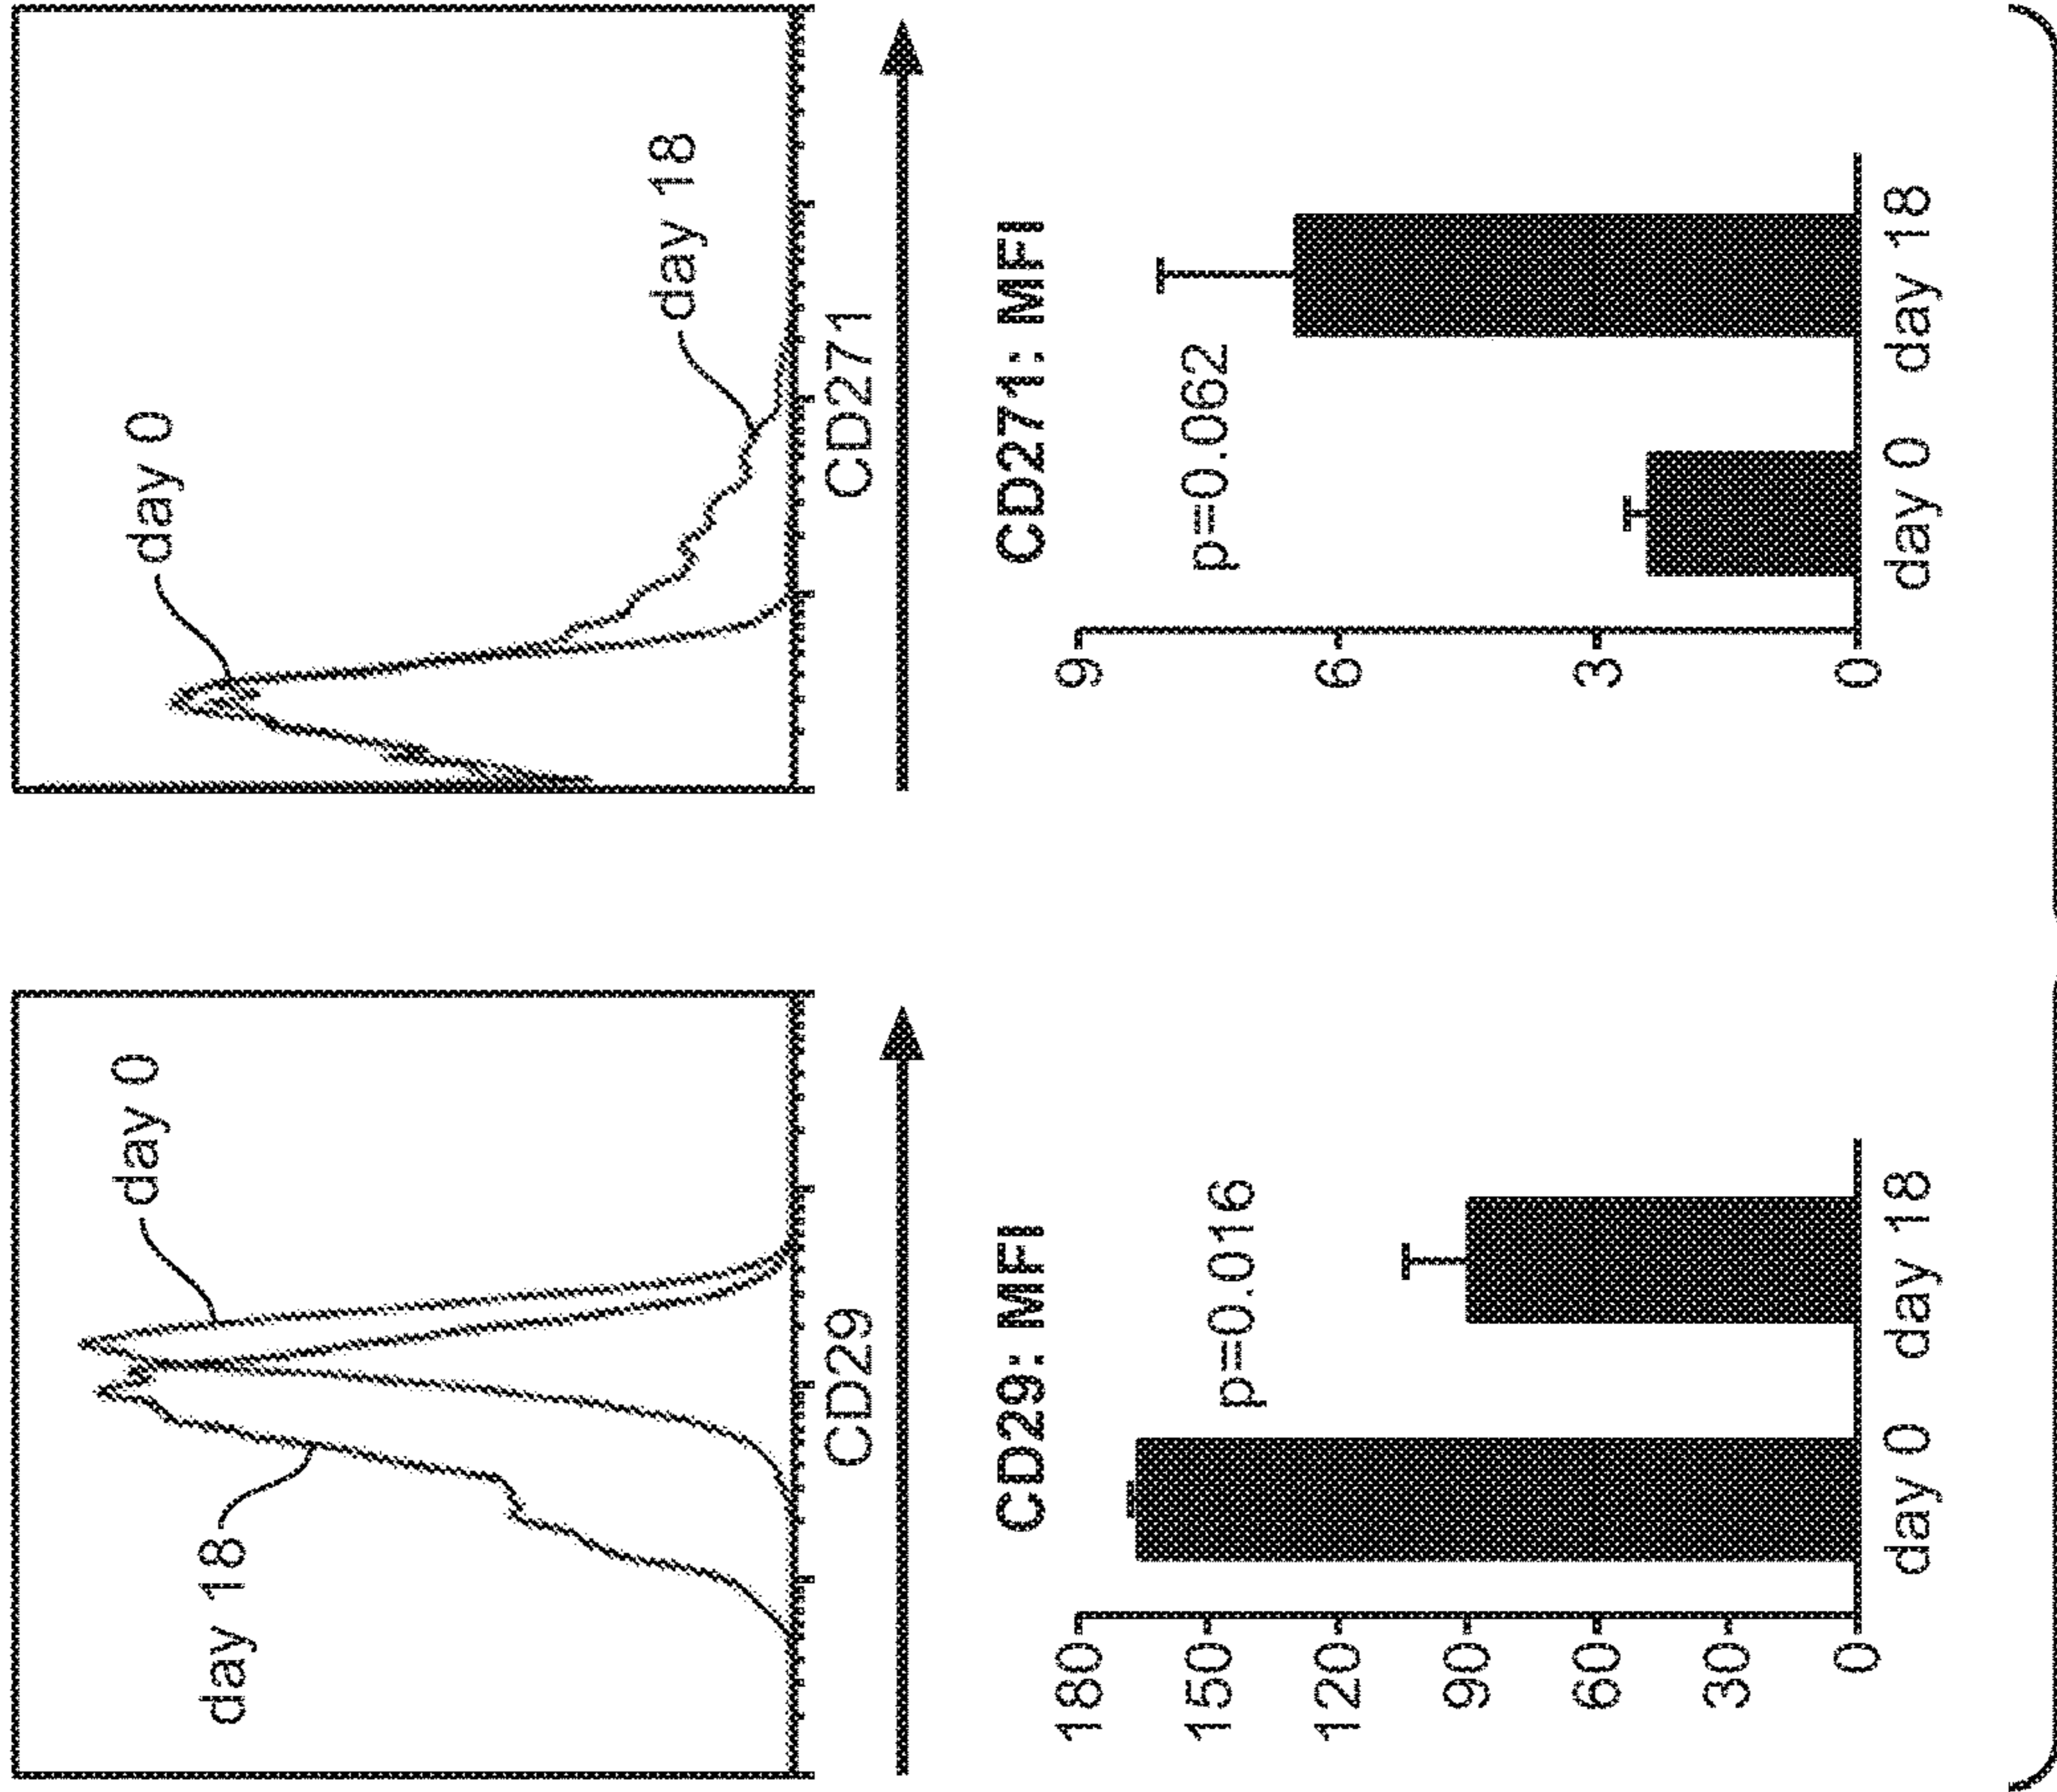 day 18
day 0
CD29
day 0
day 18
CD271
CD29: MFI
180
150
120
90
60
30
0
p=0.016
day 0 day 18
CD271: MFI
9
6
3
0
p=0.062
day 0 day 18